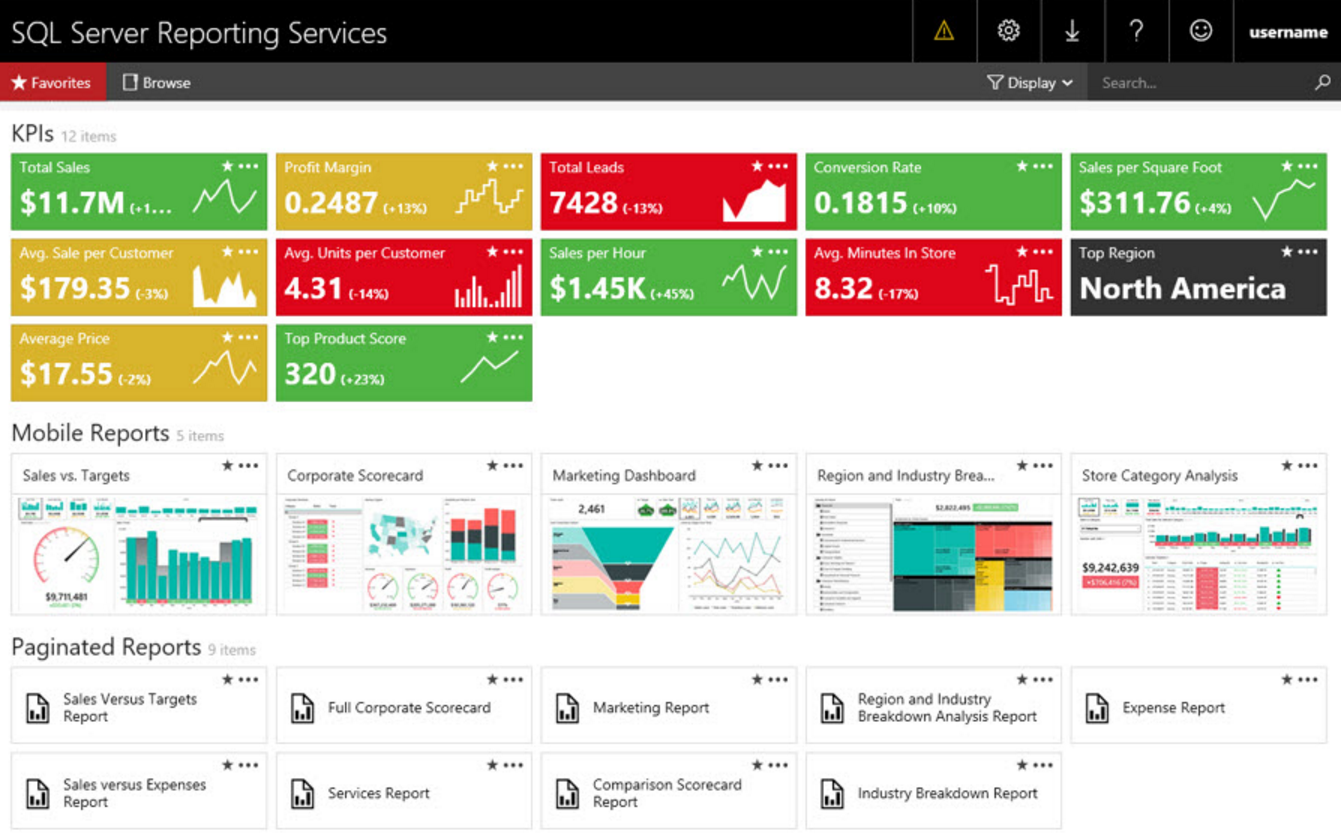 SQL Server Reporting Services
username
Favorites
Browse
Display
Search...
KPIs 12 items
Total Sales
$11.7M (+1...
Profit Margin
0.2487 (+13%)
Total Leads
7428 (-13%)
Conversion Rate
0.1815 (+10%)
Sales per Square Foot
$311.76 (+4%)
Avg. Sale per Customer
$179.35 (-3%)
Avg. Units per Customer
4.31 (-14%)
Sales per Hour
$1.45K (+45%)
Avg. Minutes In Store
8.32 (-17%)
Top Region
North America
Average Price
$17.55 (-2%)
Top Product Score
320 (+23%)
Mobile Reports 5 items
Sales vs. Targets
$9,711,481
Corporate Scorecard
Marketing Dashboard
2,461
Region and Industry Brea...
$2,822,495
Store Category Analysis
$9,242,639
+$706,416 (7%)
Paginated Reports 9 items
Sales Versus Targets
Report
Full Corporate Scorecard
Marketing Report
Region and Industry
Breakdown Analysis Report
Expense Report
Sales versus Expenses
Report
Services Report
Comparison Scorecard
Report
Industry Breakdown Report